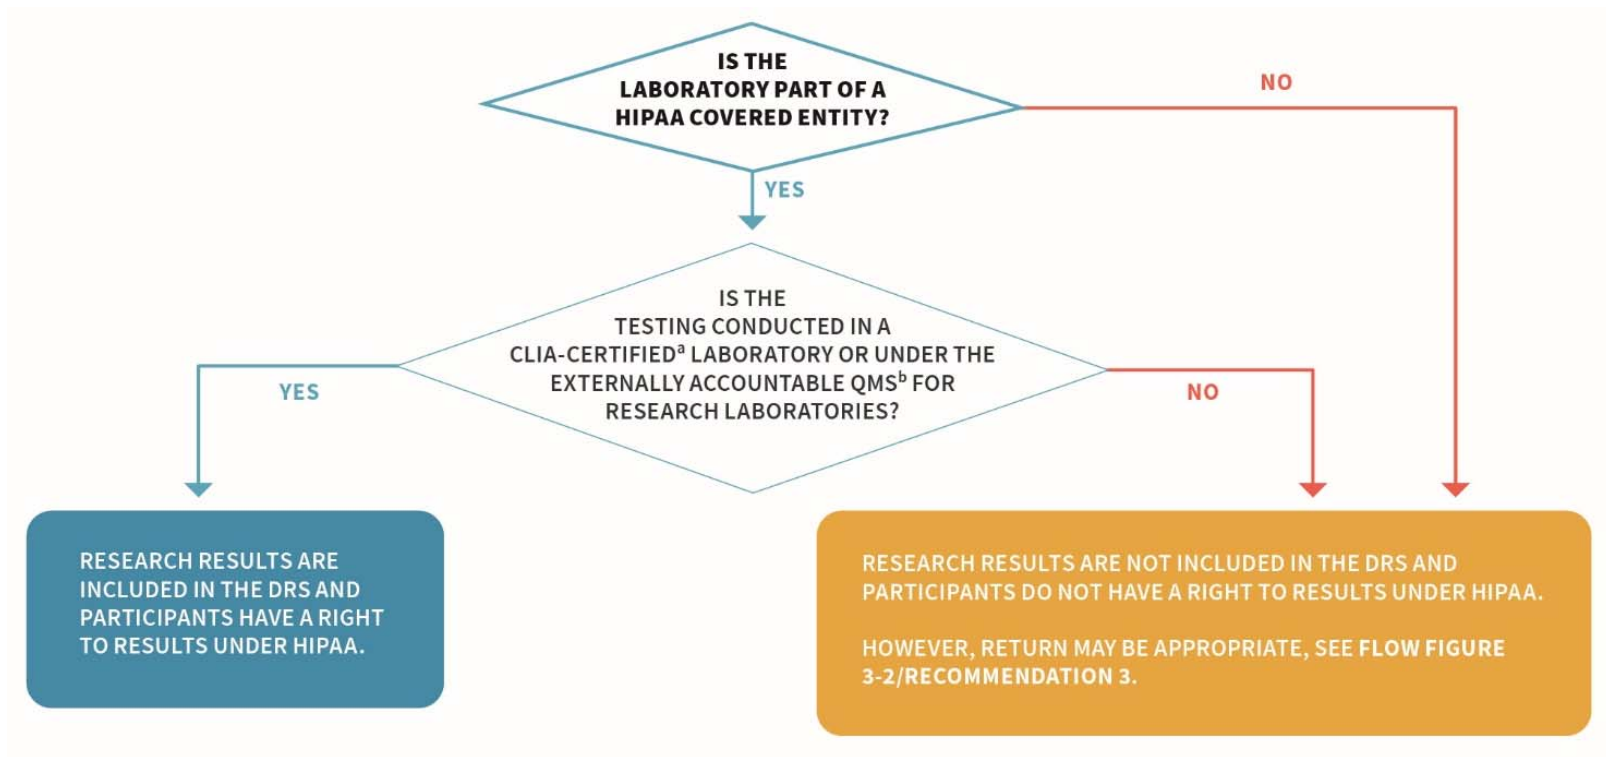 IS THE
LABORATORY PART OF A
HIPAA COVERED ENTITY?
NO
YES
IS THE
TESTING CONDUCTED IN A
CLIA-CERTIFIEDᵃ LABORATORY OR UNDER THE
EXTERNALLY ACCOUNTABLE QMSᵇ FOR
RESEARCH LABORATORIES?
YES
NO
RESEARCH RESULTS ARE
INCLUDED IN THE DRS AND
PARTICIPANTS HAVE A RIGHT
TO RESULTS UNDER HIPAA.
RESEARCH RESULTS ARE NOT INCLUDED IN THE DRS AND
PARTICIPANTS DO NOT HAVE A RIGHT TO RESULTS UNDER HIPAA.
HOWEVER, RETURN MAY BE APPROPRIATE, SEE FLOW FIGURE
3-2/RECOMMENDATION 3.